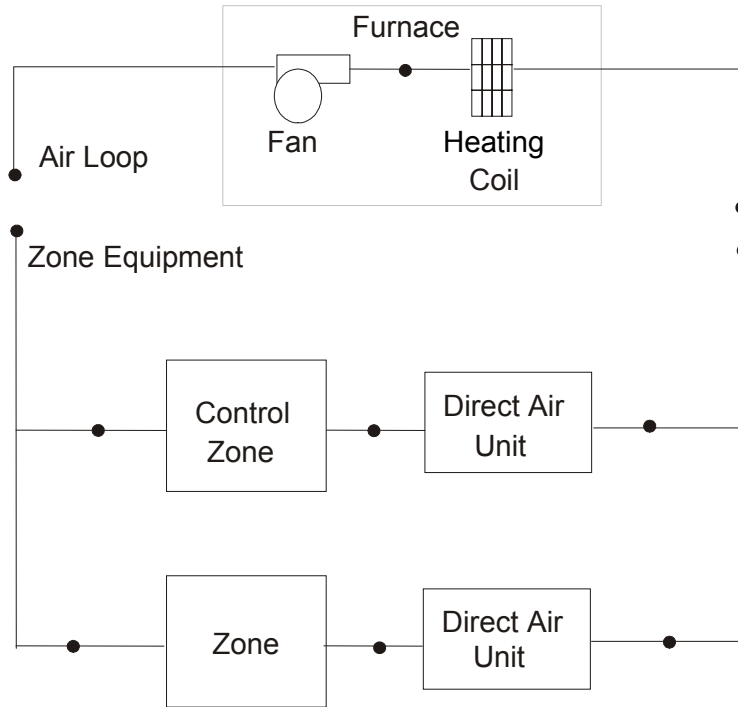 Furnace
Fan
Heating
Coil
Air Loop
Zone Equipment
Control
Zone
Direct Air
Unit
Zone
Direct Air
Unit